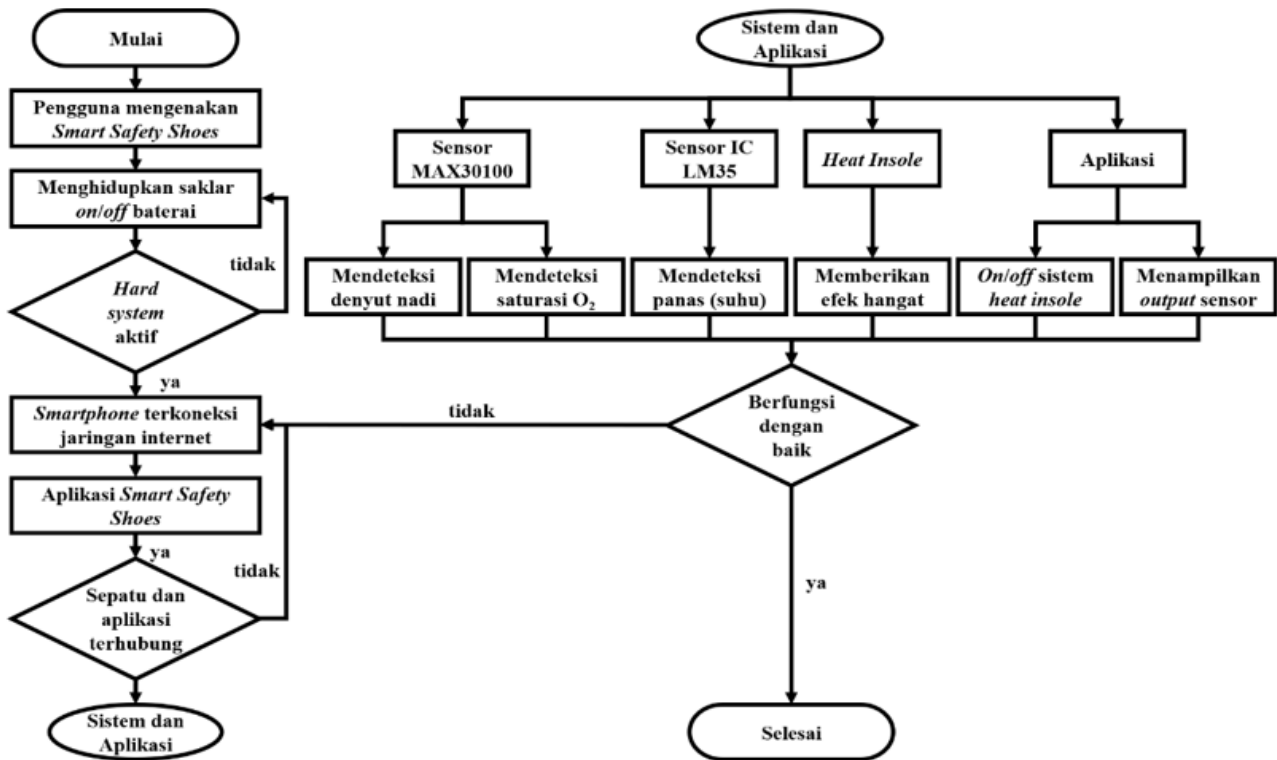 Mulai
Pengguna mengenakan
Smart Safety Shoes
Menghidupkan saklar
on/off baterai
tidak
Hard
system
aktif
ya
Smartphone terkoneksi
jaringan internet
Aplikasi Smart Safety
Shoes
ya
tidak
Sepatu dan
aplikasi
terhubung
Sistem dan
Aplikasi
Sistem dan
Aplikasi
Sensor
MAX30100
Sensor IC
LM35
Heat Insole
Aplikasi
Mendeteksi
denyut nadi
Mendeteksi
saturasi O₂
Mendeteksi
panas (suhu)
Memberikan
efek hangat
On/off sistem
heat insole
Menampilkan
output sensor
tidak
Berfungsi
dengan
baik
ya
Selesai